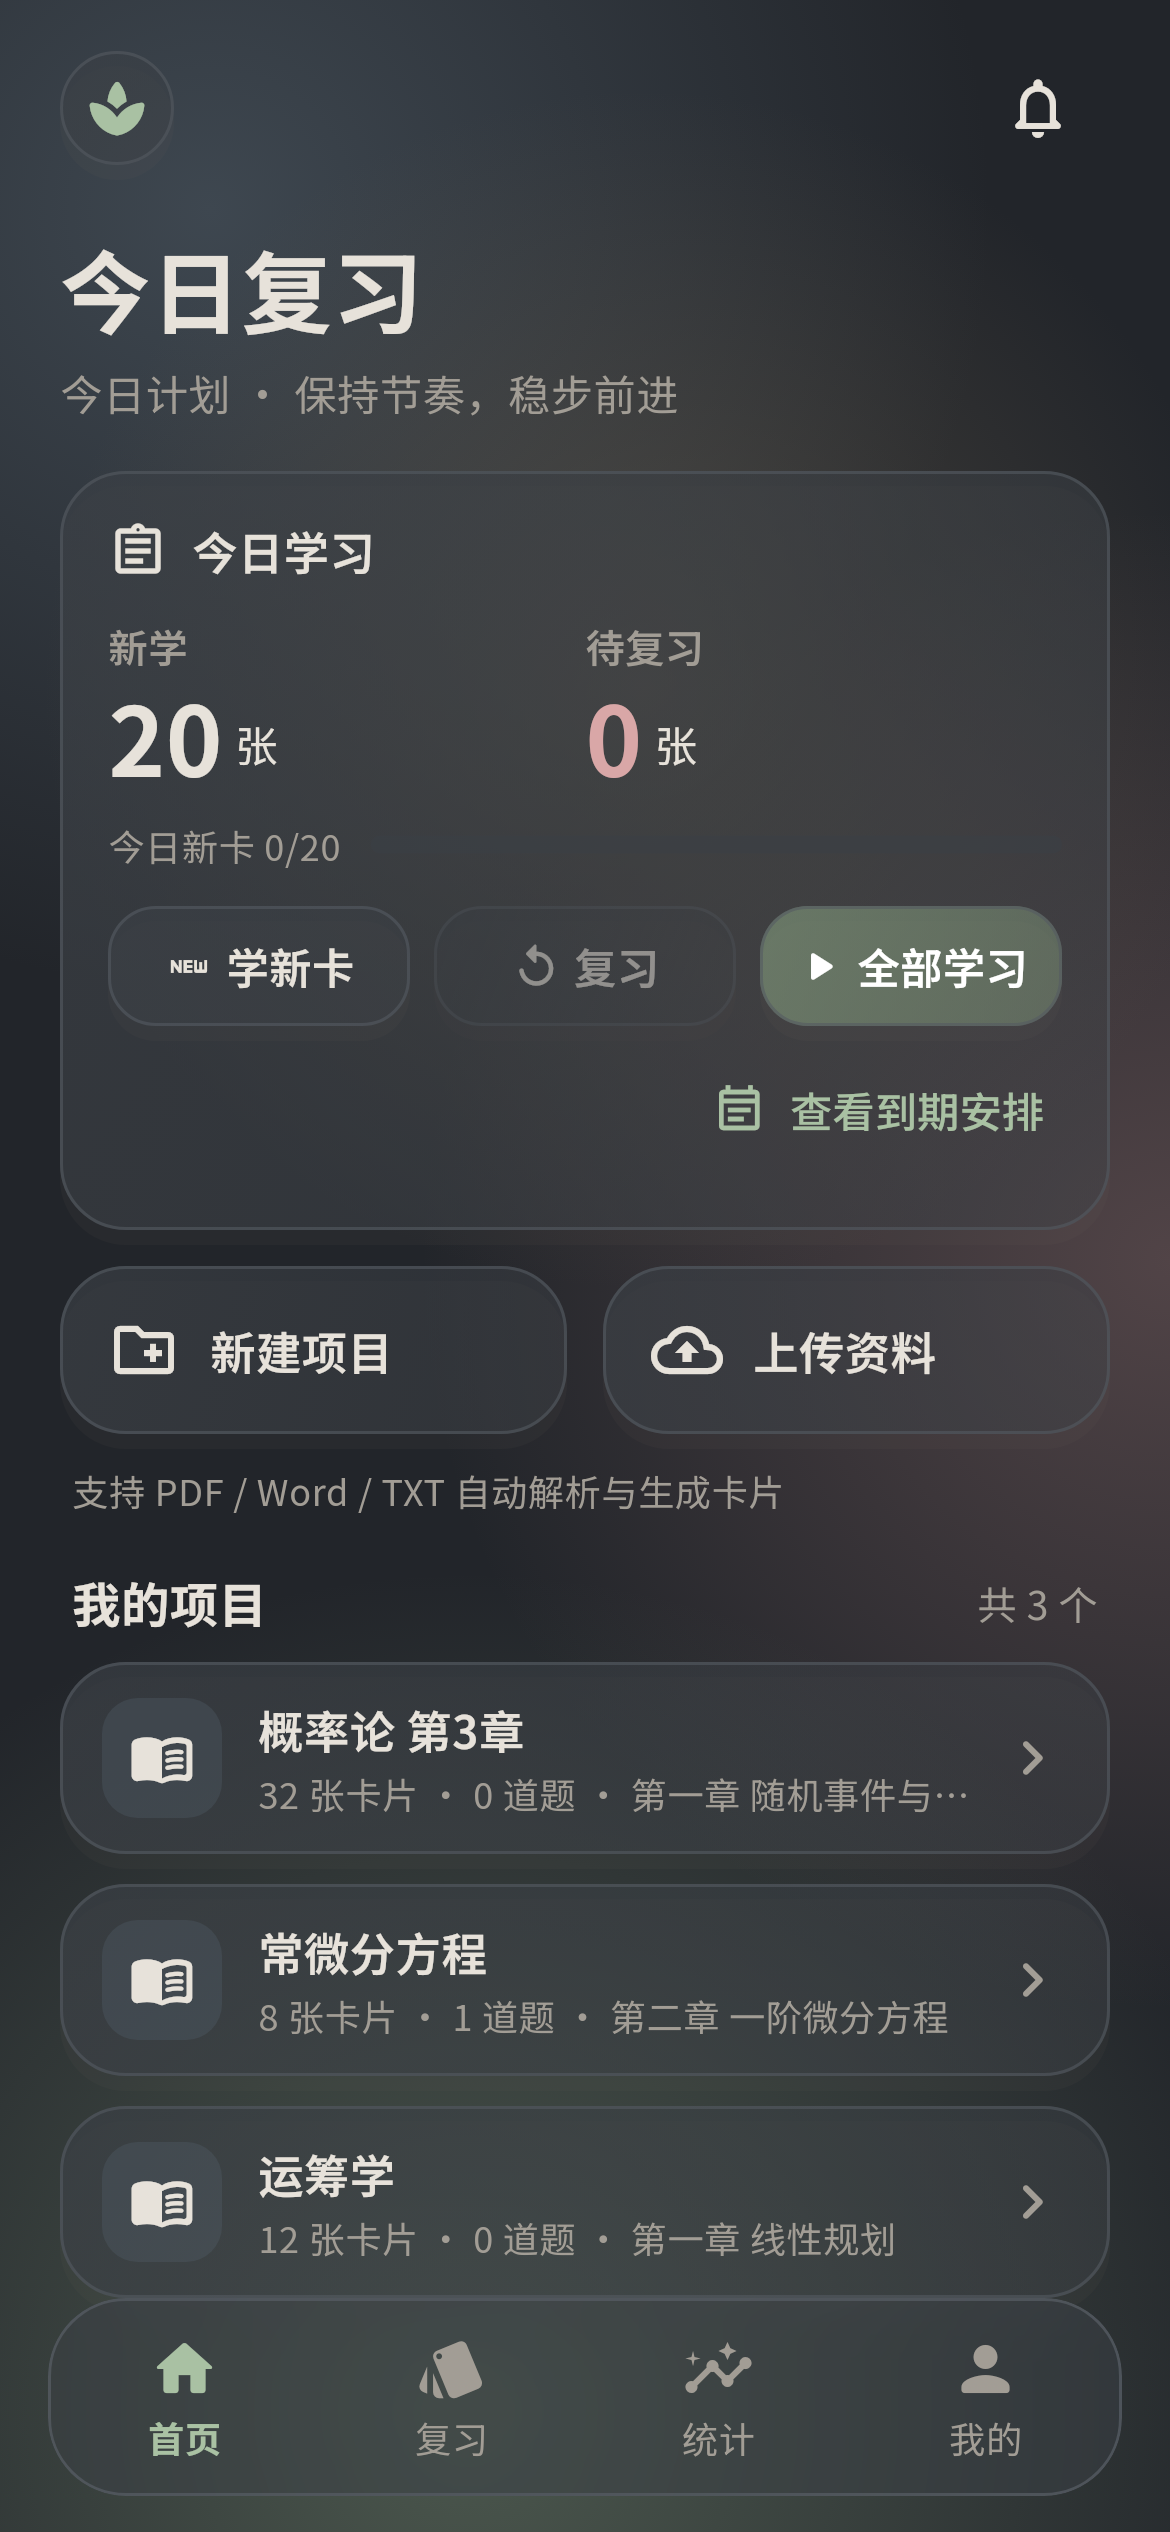 今日复习
今日计划 · 保持节奏，稳步前进
今日学习
新学
待复习
20 张
0 张
今日新卡 0/20
NEW 学新卡
复习
全部学习
查看到期安排
新建项目
上传资料
支持 PDF / Word / TXT 自动解析与生成卡片
我的项目
共 3 个
概率论 第3章
32 张卡片 · 0 道题 · 第一章 随机事件与…
常微分方程
8 张卡片 · 1 道题 · 第二章 一阶微分方程
运筹学
12 张卡片 · 0 道题 · 第一章 线性规划
首页
复习
统计
我的